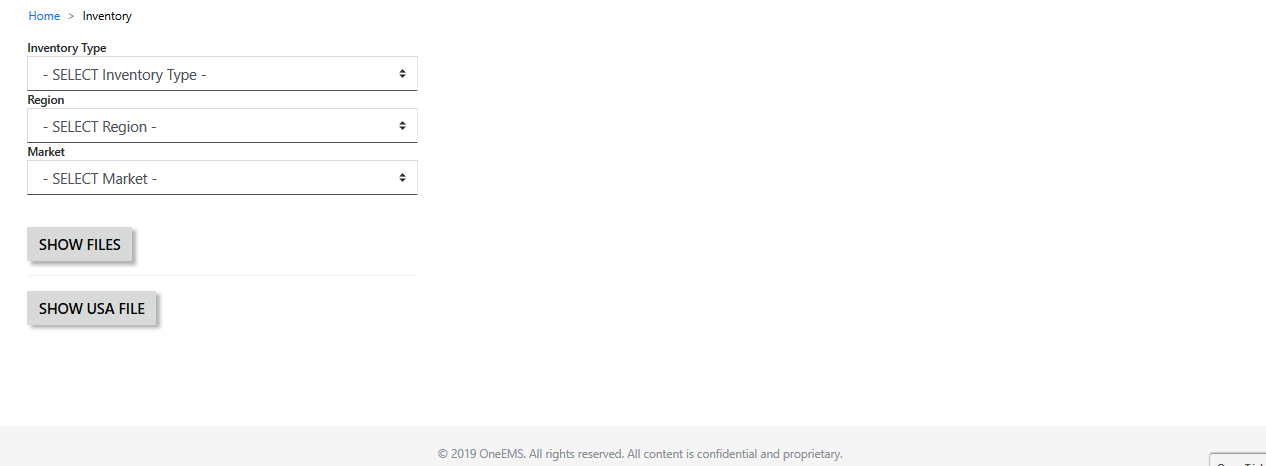 Home > Inventory
Inventory Type
- SELECT Inventory Type -
Region
- SELECT Region -
Market
- SELECT Market -
SHOW FILES
SHOW USA FILE
© 2019 OneEMS. All rights reserved. All content is confidential and proprietary.